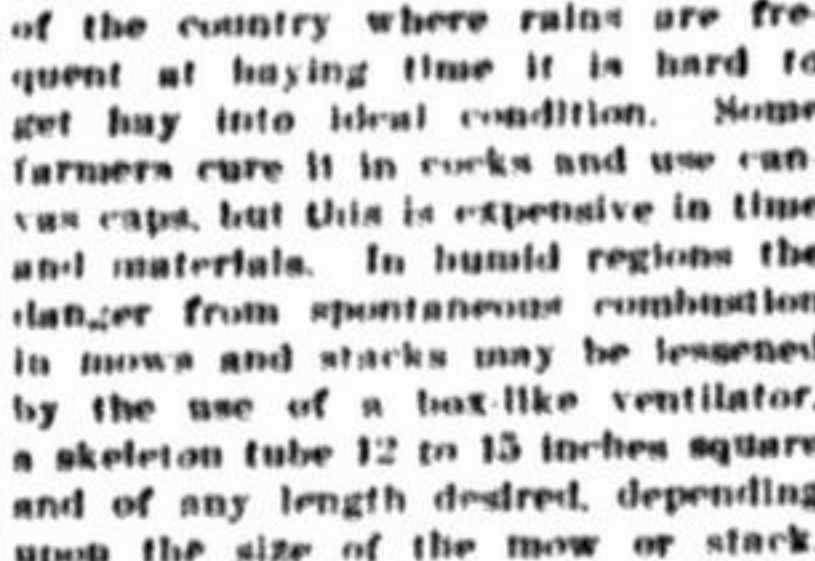 of the country where rains are fre-
quent at haying time it is hard to
get hay into ideal condition. Some
farmers cure it in cocks and use can-
vas caps, but this is expensive in time
and materials. In humid regions the
danger from spontaneous combustion
in mows and stacks may be lessened
by the use of a box-like ventilator,
a skeleton tube 12 to 15 inches square
and of any length desired, depending
upon the size of the mow or stack.